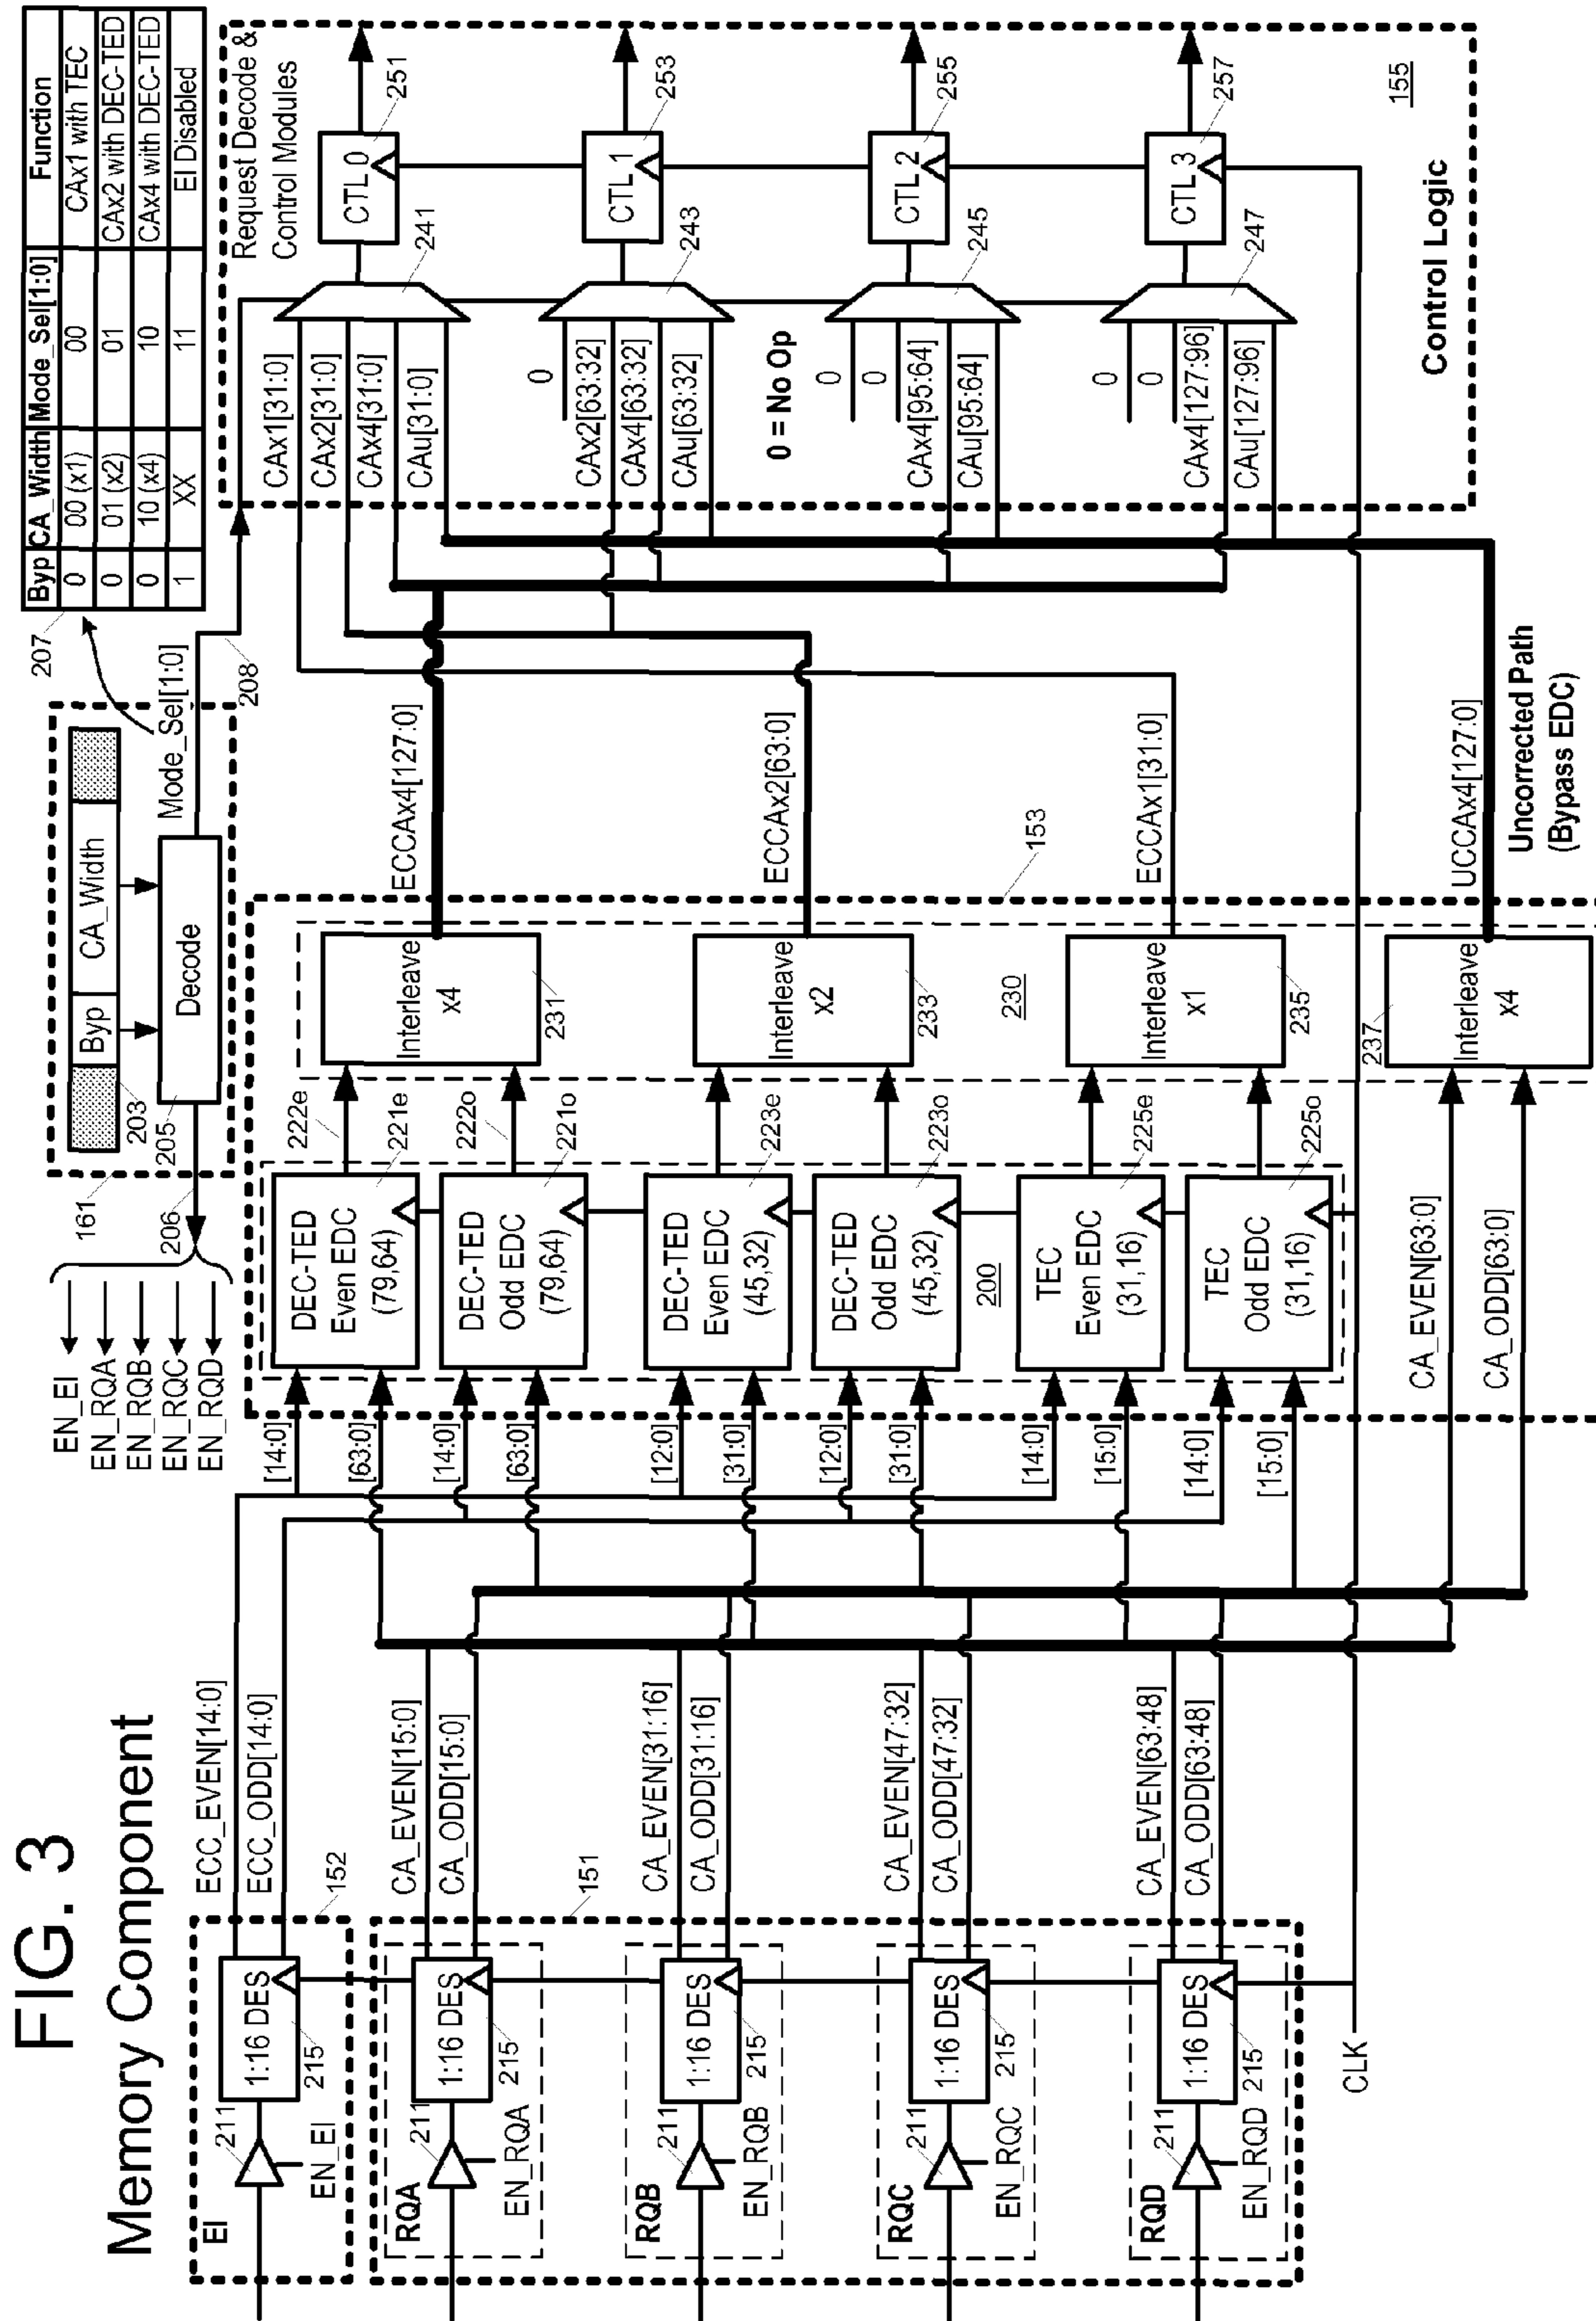 FIG. 3
Memory Component
Byp CA_Width Mode_Sel[1:0] Function
0 00 (x1) 00 CAx1 with TEC
0 01 (x2) 01 CAx2 with DEC-TED
0 10 (x4) 10 CAx4 with DEC-TED
1 XX 11 EI Disabled
207
161
Byp CA_Width
203
Decode
205
206
Mode_Sel[1:0]
208
EN_EI
EN_RQA
EN_RQB
EN_RQC
EN_RQD
EI
211
EN_EI
1:16 DES
215
152
ECC_EVEN[14:0]
ECC_ODD[14:0]
RQA
211
EN_RQA
1:16 DES
215
CA_EVEN[15:0]
CA_ODD[15:0]
151
RQB
211
EN_RQB
1:16 DES
215
CA_EVEN[31:16]
CA_ODD[31:16]
RQC
211
EN_RQC
1:16 DES
215
CA_EVEN[47:32]
CA_ODD[47:32]
RQD
211
EN_RQD
1:16 DES
215
CA_EVEN[63:48]
CA_ODD[63:48]
CLK
[14:0]
[63:0]
[14:0]
[63:0]
[12:0]
[31:0]
[12:0]
[31:0]
[14:0]
[15:0]
[14:0]
[15:0]
CA_EVEN[63:0]
CA_ODD[63:0]
DEC-TED
Even EDC
(79,64)
222e
221e
DEC-TED
Odd EDC
(79,64)
222o
221o
DEC-TED
Even EDC
(45,32)
223e
DEC-TED
Odd EDC
(45,32)
223o
200
TEC
Even EDC
(31,16)
225e
TEC
Odd EDC
(31,16)
225o
Interleave
x4
231
Interleave
x2
233
230
Interleave
x1
235
237
Interleave
x4
153
ECCAx4[127:0]
ECCAx2[63:0]
ECCAx1[31:0]
UCCAx4[127:0]
Uncorrected Path
(Bypass EDC)
Request Decode &
Control Modules
CAx1[31:0]
CAx2[31:0]
CAx4[31:0]
CAu[31:0]
241
CTL 0
251
0
CAx2[63:32]
CAx4[63:32]
CAu[63:32]
243
CTL 1
253
0 = No Op
0
0
CAx4[95:64]
CAu[95:64]
245
CTL 2
255
0
0
CAx4[127:96]
CAu[127:96]
247
CTL 3
257
Control Logic
155